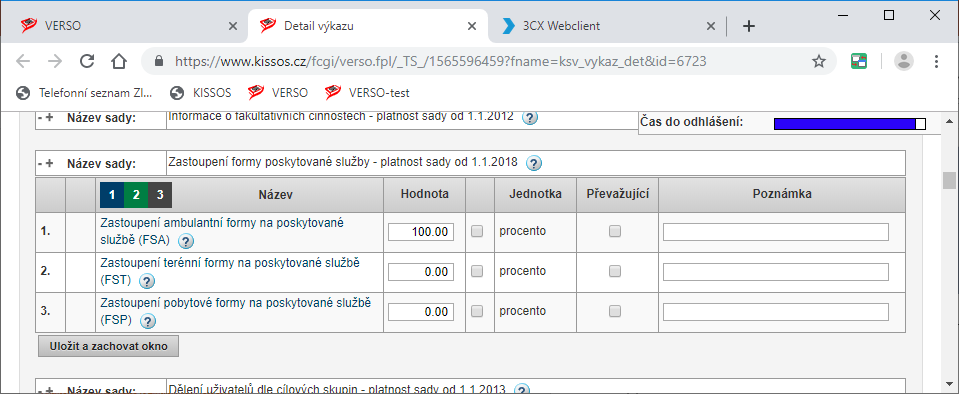 VERSO
Detail výkazu
3CX Webclient
https://www.kissos.cz/fcgi/verso.fpl/_TS_/1565596459?fname=ksv_vykaz_det&id=6723
Telefonní seznam Zl...
KISSOS
VERSO
VERSO-test
- + Název sady: Informace o fakultativních činnostech - platnost sady od 1.1.2012 ?
Čas do odhlášení:
- + Název sady: Zastoupení formy poskytované služby - platnost sady od 1.1.2018 ?
1 2 3 Název Hodnota Jednotka Převažující Poznámka
1. Zastoupení ambulantní formy na poskytované
službě (FSA) ? 100.00 procento
2. Zastoupení terénní formy na poskytované službě
(FST) ? 0.00 procento
3. Zastoupení pobytové formy na poskytované službě
(FSP) ? 0.00 procento
Uložit a zachovat okno
- + Název sady: Dělení uživatelů dle cílových skupin - platnost sady od 1.1.2013 ?